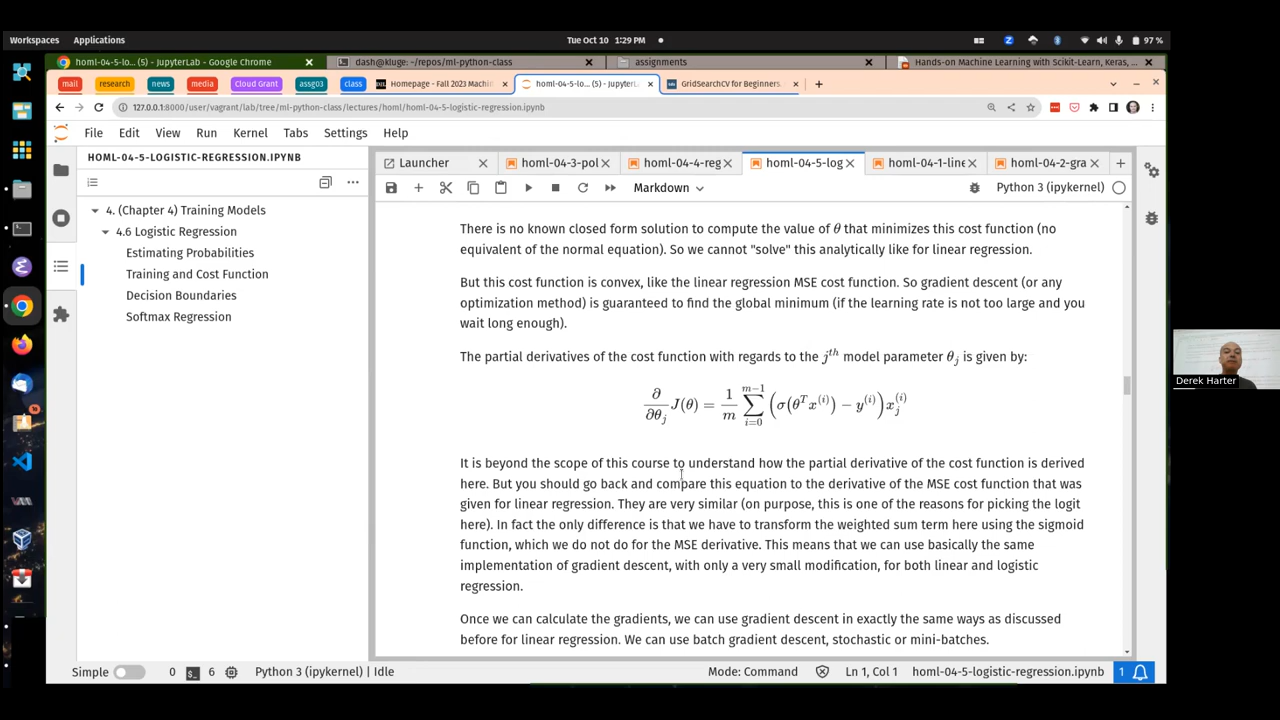 Workspaces Applications Tue Oct 10 1:29 PM 97 %
homl-04-5-lo... (5) - JupyterLab - Google Chrome dash@kluge: ~/repos/ml-python-class assignments Hands-on Machine Learning with Scikit-Learn, Keras, ...
mail research news media Cloud Grant assg03 class Homepage - Fall 2023 Machin homl-04-5-lo... (5) - JupyterL GridSearchCV for Beginners.
127.0.0.1:8000/user/vagrant/lab/tree/ml-python-class/lectures/homl/homl-04-5-logistic-regression.ipynb
File Edit View Run Kernel Tabs Settings Help
HOML-04-5-LOGISTIC-REGRESSION.IPYNB
Launcher homl-04-3-pol homl-04-4-reg homl-04-5-log homl-04-1-line homl-04-2-gra
Markdown Python 3 (ipykernel)
4. (Chapter 4) Training Models
4.6 Logistic Regression
Estimating Probabilities
Training and Cost Function
Decision Boundaries
Softmax Regression
There is no known closed form solution to compute the value of θ that minimizes this cost function (no
equivalent of the normal equation). So we cannot "solve" this analytically like for linear regression.
But this cost function is convex, like the linear regression MSE cost function. So gradient descent (or any
optimization method) is guaranteed to find the global minimum (if the learning rate is not too large and you
wait long enough).
The partial derivatives of the cost function with regards to the j^{th} model parameter θ_j is given by:
∂/∂θ_j J(θ) = 1/m ∑_{i=0}^{m−1} (σ(θ^T x^{(i)}) − y^{(i)}) x_j^{(i)}
It is beyond the scope of this course to understand how the partial derivative of the cost function is derived
here. But you should go back and compare this equation to the derivative of the MSE cost function that was
given for linear regression. They are very similar (on purpose, this is one of the reasons for picking the logit
here). In fact the only difference is that we have to transform the weighted sum term here using the sigmoid
function, which we do not do for the MSE derivative. This means that we can use basically the same
implementation of gradient descent, with only a very small modification, for both linear and logistic
regression.
Once we can calculate the gradients, we can use gradient descent in exactly the same ways as discussed
before for linear regression. We can use batch gradient descent, stochastic or mini-batches.
Derek Harter
Simple 0 6 Python 3 (ipykernel) | Idle Mode: Command Ln 1, Col 1 homl-04-5-logistic-regression.ipynb 1